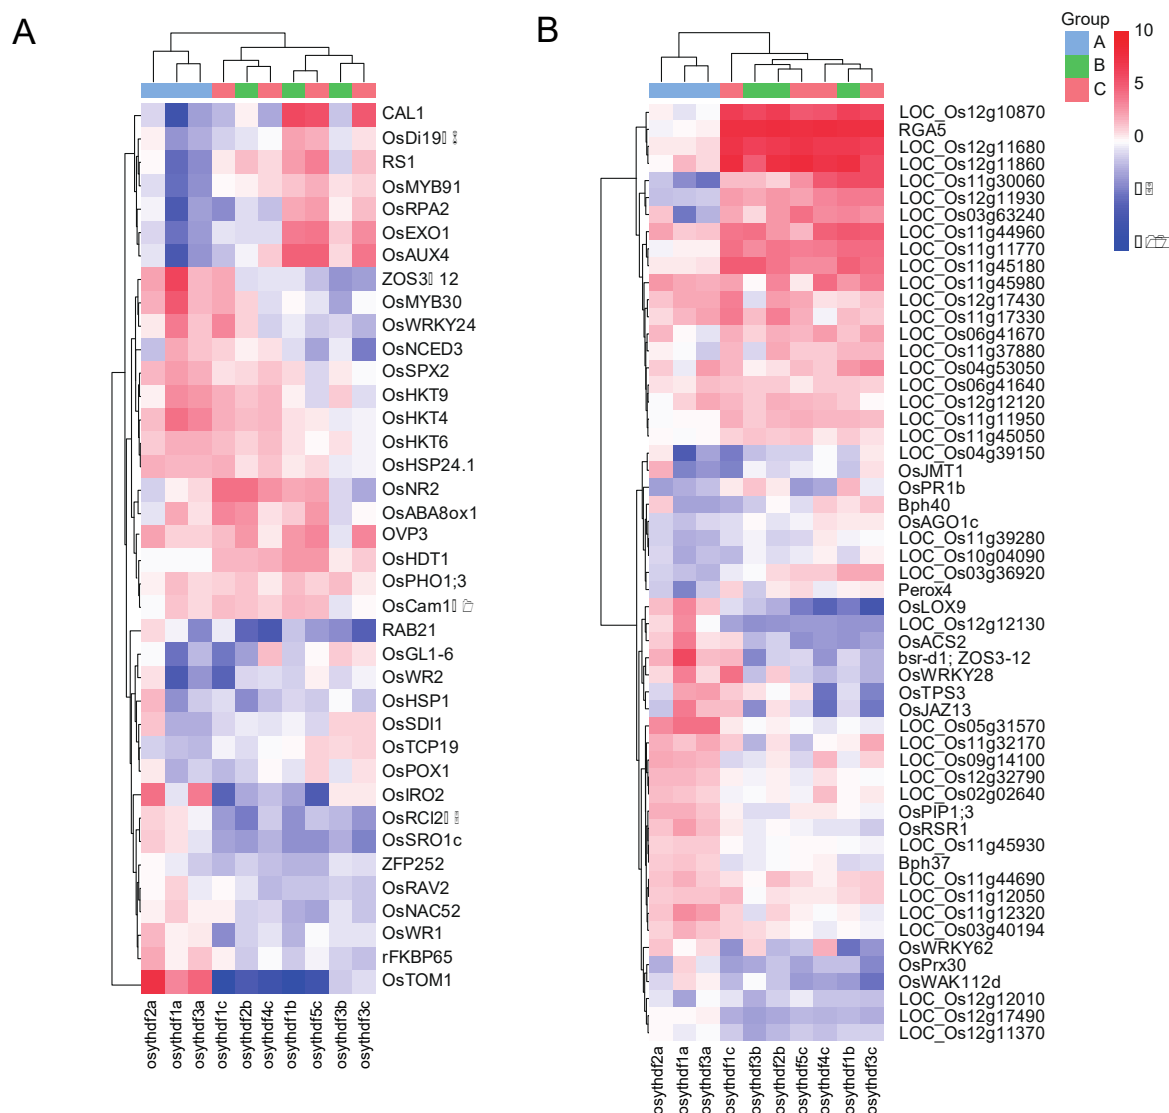 A
B
Group
A
B
C
10
5
0
CAL1
OsDi19
RS1
OsMYB91
OsRPA2
OsEXO1
OsAUX4
ZOS3 12
OsMYB30
OsWRKY24
OsNCED3
OsSPX2
OsHKT9
OsHKT4
OsHKT6
OsHSP24.1
OsNR2
OsABA8ox1
OVP3
OsHDT1
OsPHO1;3
OsCam1
RAB21
OsGL1-6
OsWR2
OsHSP1
OsSDI1
OsTCP19
OsPOX1
OsIRO2
OsRCI2
OsSRO1c
ZFP252
OsRAV2
OsNAC52
OsWR1
rFKBP65
OsTOM1
osythdf2a
osythdf1a
osythdf3a
osythdf1c
osythdf2b
osythdf4c
osythdf1b
osythdf5c
osythdf3b
osythdf3c
LOC_Os12g10870
RGA5
LOC_Os12g11680
LOC_Os12g11860
LOC_Os11g30060
LOC_Os12g11930
LOC_Os03g63240
LOC_Os11g44960
LOC_Os11g11770
LOC_Os11g45180
LOC_Os11g45980
LOC_Os12g17430
LOC_Os11g17330
LOC_Os06g41670
LOC_Os11g37880
LOC_Os04g53050
LOC_Os06g41640
LOC_Os12g12120
LOC_Os11g11950
LOC_Os11g45050
LOC_Os04g39150
OsJMT1
OsPR1b
Bph40
OsAGO1c
LOC_Os11g39280
LOC_Os10g04090
LOC_Os03g36920
Perox4
OsLOX9
LOC_Os12g12130
OsACS2
bsr-d1; ZOS3-12
OsWRKY28
OsTPS3
OsJAZ13
LOC_Os05g31570
LOC_Os11g32170
LOC_Os09g14100
LOC_Os12g32790
LOC_Os02g02640
OsPIP1;3
OsRSR1
LOC_Os11g45930
Bph37
LOC_Os11g44690
LOC_Os11g12050
LOC_Os11g12320
LOC_Os03g40194
OsWRKY62
OsPrx30
OsWAK112d
LOC_Os12g12010
LOC_Os12g17490
LOC_Os12g11370
osythdf2a
osythdf1a
osythdf3a
osythdf1c
osythdf3b
osythdf2b
osythdf5c
osythdf4c
osythdf1b
osythdf3c